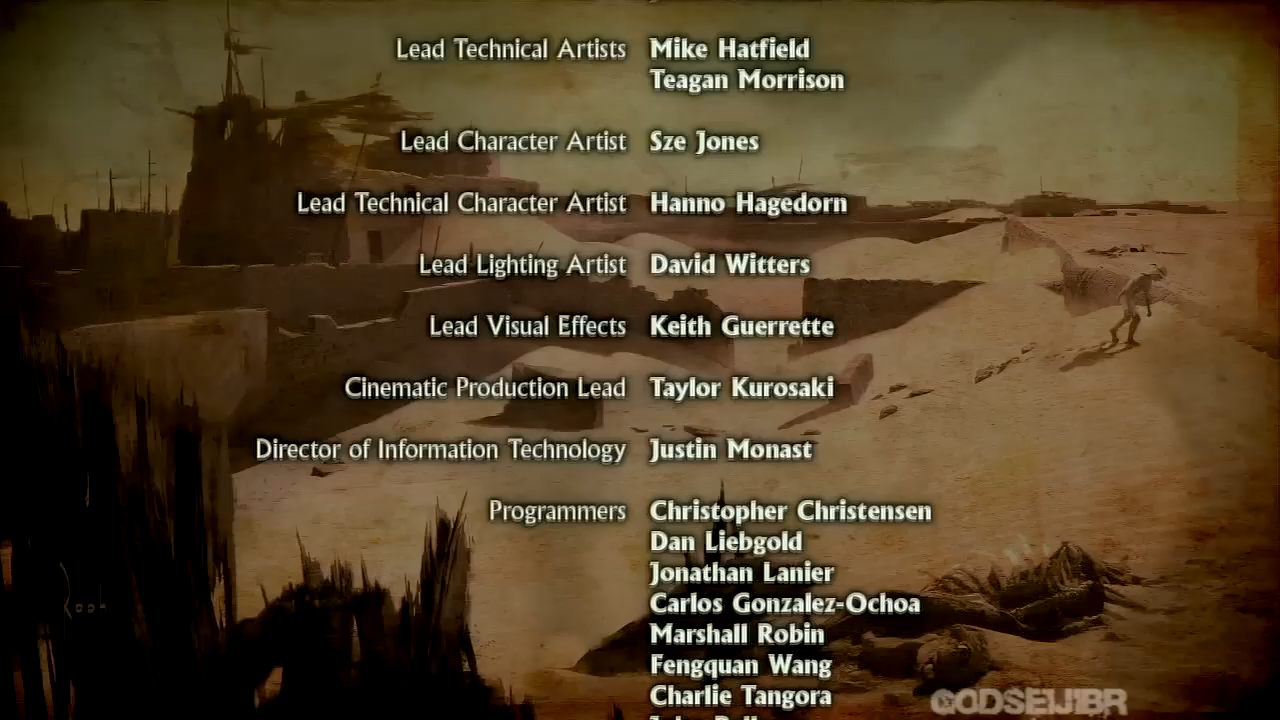 Lead Technical Artists Mike Hatfield
Teagan Morrison
Lead Character Artist Sze Jones
Lead Technical Character Artist Hanno Hagedorn
Lead Lighting Artist David Witters
Lead Visual Effects Keith Guerrette
Cinematic Production Lead Taylor Kurosaki
Director of Information Technology Justin Monast
Programmers Christopher Christensen
Dan Liebgold
Jonathan Lanier
Carlos Gonzalez-Ochoa
Marshall Robin
Fengquan Wang
Charlie Tangora
GODSEIJIBR